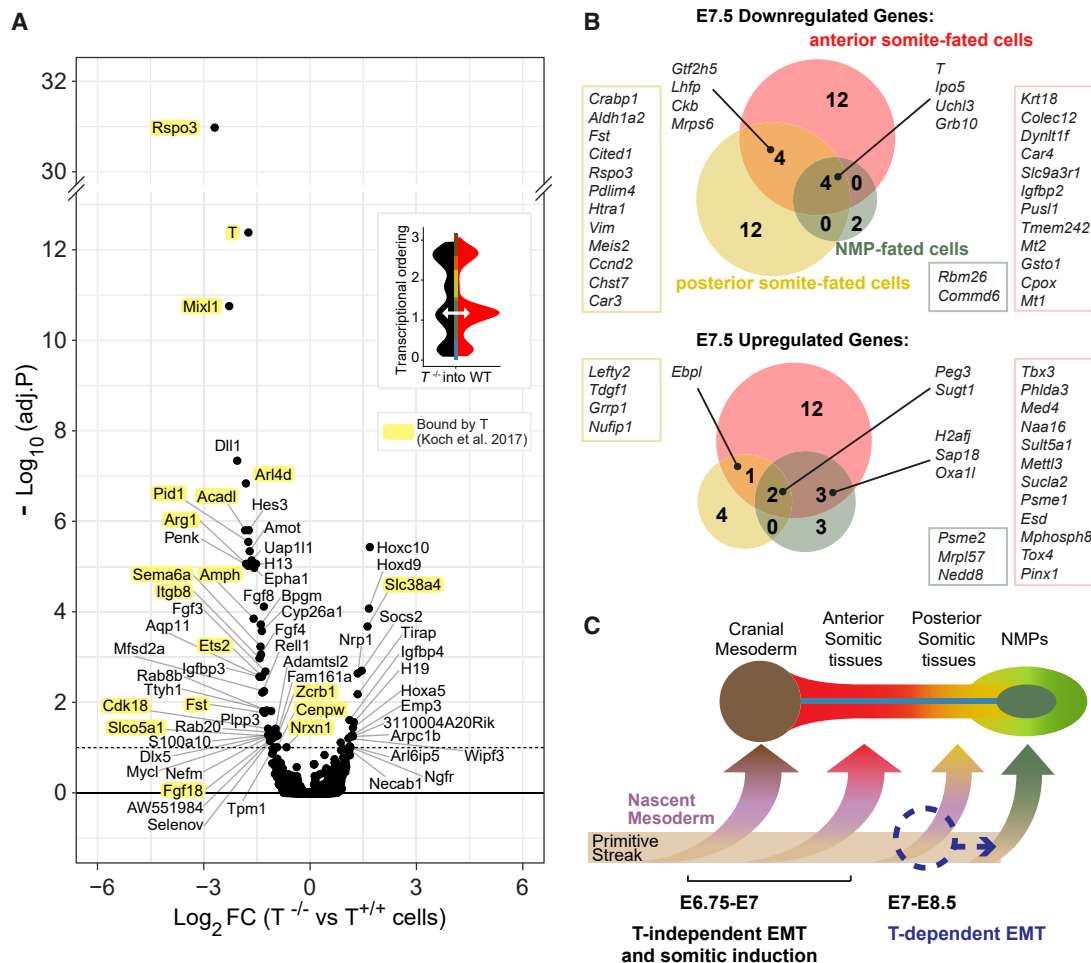 A
32
30
12
10
8
6
4
2
0
− Log10 (adj.P)
−6
−3
0
3
6
Log2 FC (T -/- vs T+/+ cells)
Rspo3
T
Mixl1
Transcriptional ordering
3
2
1
0
T -/- into WT
Bound by T
(Koch et al. 2017)
Dll1
Arl4d
Pid1
Acadl
Hes3
Arg1
Amot
Penk
Uap1l1
H13
Epha1
Sema6a
Amph
Itgb8
Fgf8
Bpgm
Fgf3
Cyp26a1
Aqp11
Fgf4
Mfsd2a
Ets2
Rell1
Igfbp3
Adamtsl2
Rab8b
Fam161a
Ttyh1
Zcrb1
Cdk18
Fst
Cenpw
Slco5a1
Plpp3
Nrxn1
Rab20
S100a10
Dlx5
Mycl
Nefm
Fgf18
AW551984
Tpm1
Selenov
Hoxc10
Hoxd9
Slc38a4
Socs2
Nrp1
Tirap
Igfbp4
H19
Hoxa5
Emp3
3110004A20Rik
Arpc1b
Wipf3
Arl6ip5
Ngfr
Necab1
B
E7.5 Downregulated Genes:
anterior somite-fated cells
Crabp1
Aldh1a2
Fst
Cited1
Rspo3
Pdlim4
Htra1
Vim
Meis2
Ccnd2
Chst7
Car3
Gtf2h5
Lhfp
Ckb
Mrps6
12
4
4
0
0
2
12
T
Ipo5
Uchl3
Grb10
NMP-fated cells
posterior somite-fated cells
Rbm26
Commd6
Krt18
Colec12
Dynlt1f
Car4
Slc9a3r1
Igfbp2
Pusl1
Tmem242
Mt2
Gsto1
Cpox
Mt1
E7.5 Upregulated Genes:
Lefty2
Tdgf1
Grrp1
Nufip1
Ebpl
12
1
2
3
4
0
3
Peg3
Sugt1
H2afj
Sap18
Oxa1l
Psme2
Mrpl57
Nedd8
Tbx3
Phlda3
Med4
Naa16
Sult5a1
Mettl3
Sucla2
Psme1
Esd
Mphosph8
Tox4
Pinx1
C
Cranial
Mesoderm
Anterior
Somitic
tissues
Posterior
Somitic
tissues
NMPs
Nascent
Mesoderm
Primitive
Streak
E6.75-E7
T-independent EMT
and somitic induction
E7-E8.5
T-dependent EMT